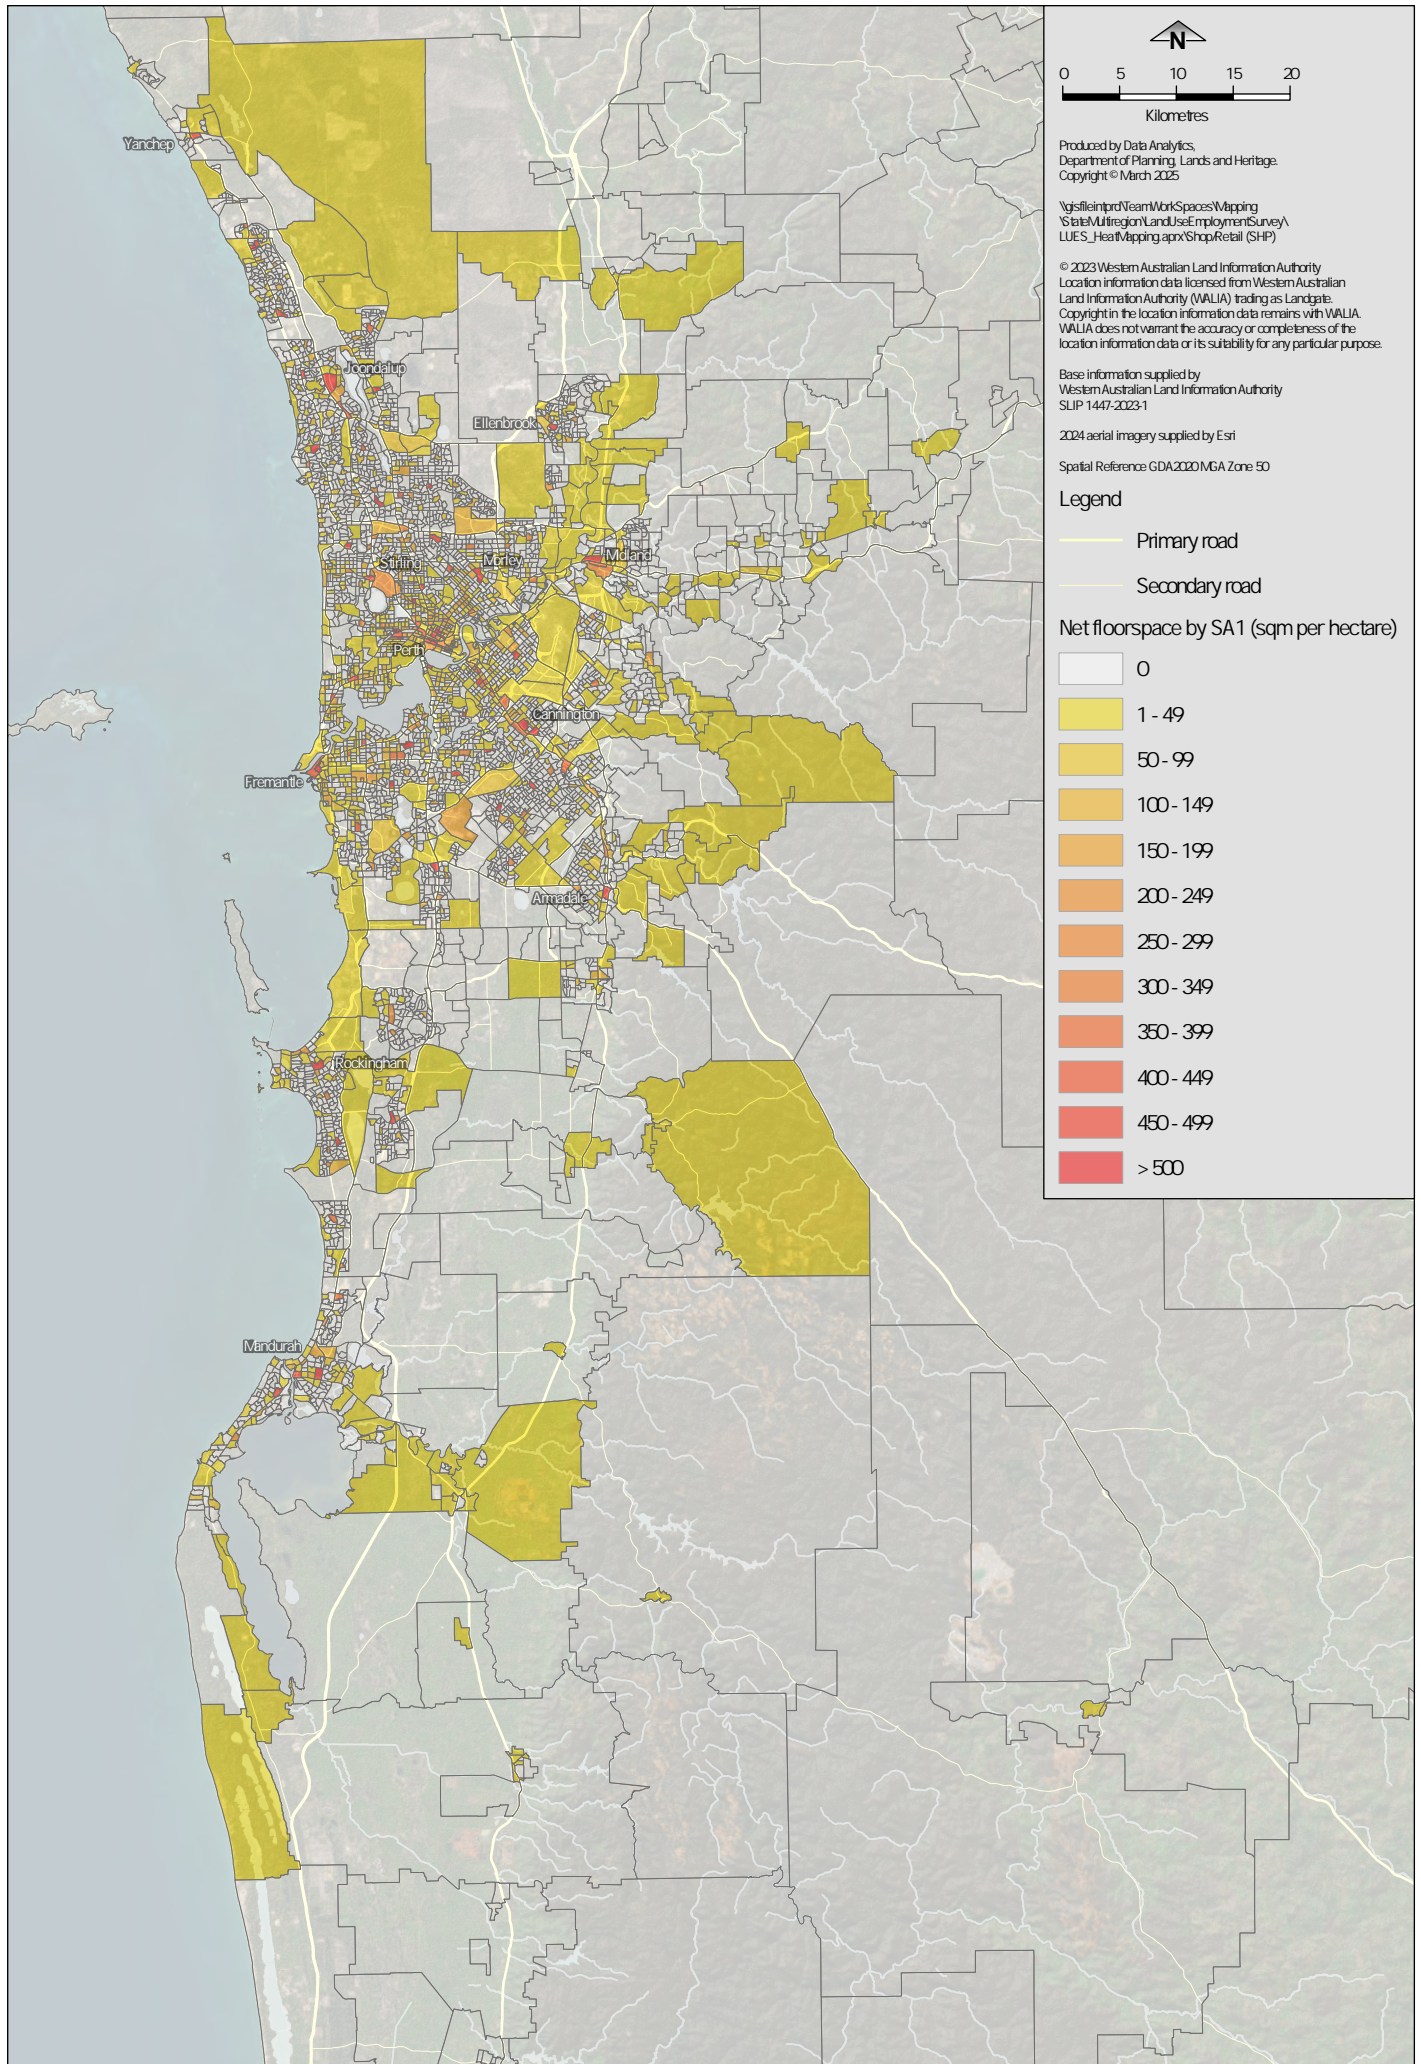 N
0 5 10 15 20
Kilometres
Produced by Data Analytics,
Department of Planning, Lands and Heritage.
Copyright © March 2025
\\gisfileintprd\TeamWorkSpaces\Mapping
\StateMultiregion\LandUseEmploymentSurvey\
LUES_HeatMapping.aprx\Shop/Retail (SHP)
© 2023 Western Australian Land Information Authority
Location information data licensed from Western Australian
Land Information Authority (WALIA) trading as Landgate.
Copyright in the location information data remains with WALIA.
WALIA does not warrant the accuracy or completeness of the
location information data or its suitability for any particular purpose.
Base information supplied by
Western Australian Land Information Authority
SLIP 1447-2023-1
2024 aerial imagery supplied by Esri
Spatial Reference GDA2020 MGA Zone 50
Legend
Primary road
Secondary road
Net floorspace by SA1 (sqm per hectare)
0
1 - 49
50 - 99
100 - 149
150 - 199
200 - 249
250 - 299
300 - 349
350 - 399
400 - 449
450 - 499
> 500
Yanchep
Joondalup
Ellenbrook
Stirling
Morley
Midland
Perth
Cannington
Fremantle
Armadale
Rockingham
Mandurah